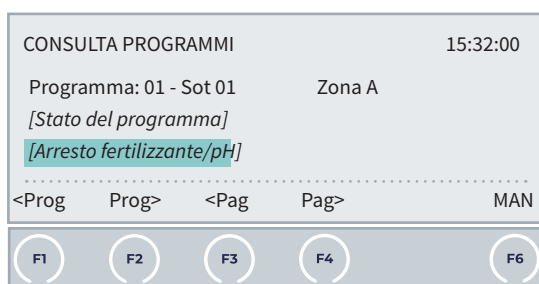 CONSULTA PROGRAMMI 15:32:00
Programma: 01 - Sot 01 Zona A
[Stato del programma]
[Arresto fertilizzante/pH]
<Prog Prog> <Pag Pag> MAN
F1 F2 F3 F4 F6